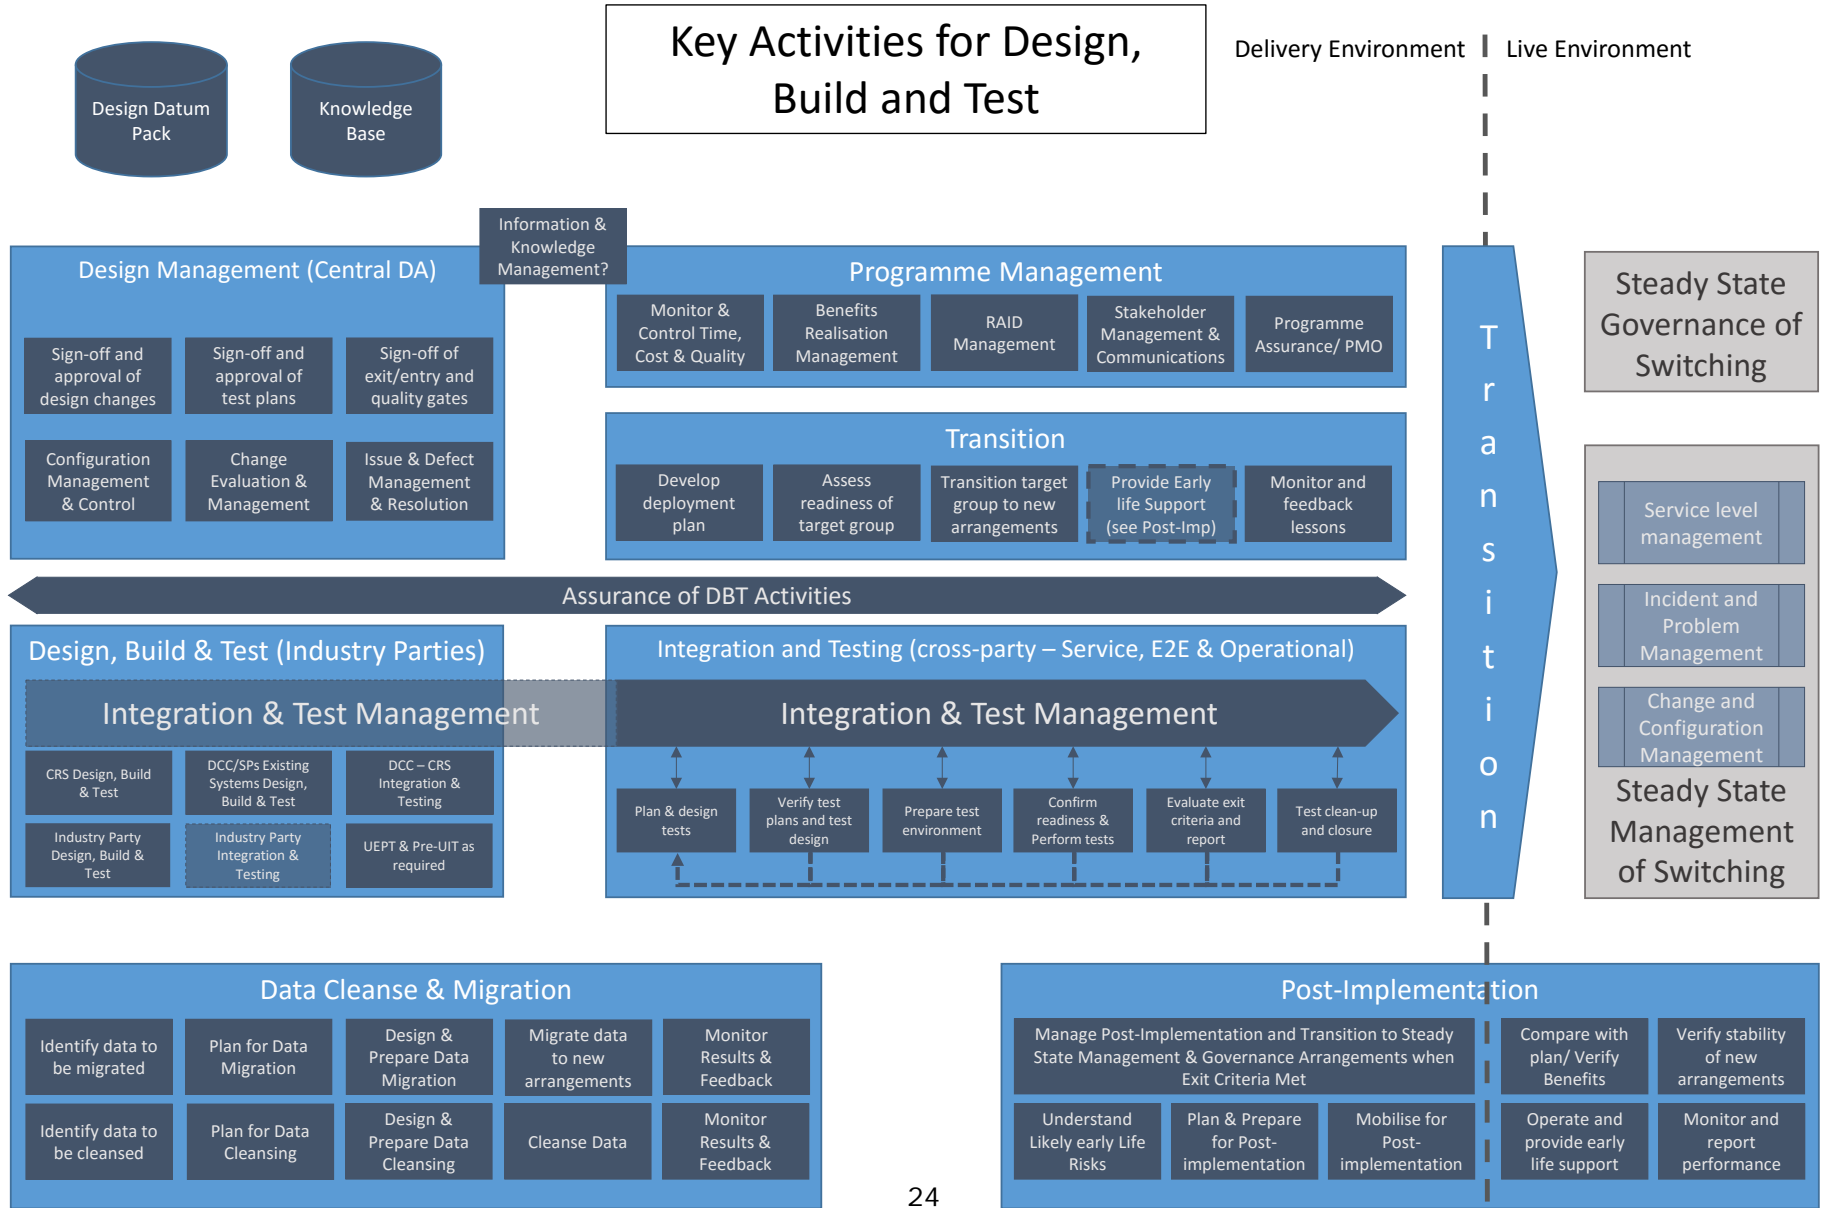 Key Activities for Design,
Build and Test
Delivery Environment
Live Environment
Design Datum
Pack
Knowledge
Base
Information &
Knowledge
Management?
Design Management (Central DA)
Sign-off and
approval of
design changes
Sign-off and
approval of
test plans
Sign-off of
exit/entry and
quality gates
Configuration
Management
& Control
Change
Evaluation &
Management
Issue & Defect
Management
& Resolution
Programme Management
Monitor &
Control Time,
Cost & Quality
Benefits
Realisation
Management
RAID
Management
Stakeholder
Management &
Communications
Programme
Assurance/ PMO
Transition
Develop
deployment
plan
Assess
readiness of
target group
Transition target
group to new
arrangements
Provide Early
life Support
(see Post-Imp)
Monitor and
feedback
lessons
Assurance of DBT Activities
Design, Build & Test (Industry Parties)
Integration & Test Management
CRS Design, Build
& Test
DCC/SPs Existing
Systems Design,
Build & Test
DCC – CRS
Integration &
Testing
Industry Party
Design, Build &
Test
Industry Party
Integration &
Testing
UEPT & Pre-UIT as
required
Integration and Testing (cross-party – Service, E2E & Operational)
Integration & Test Management
Plan & design
tests
Verify test
plans and test
design
Prepare test
environment
Confirm
readiness &
Perform tests
Evaluate exit
criteria and
report
Test clean-up
and closure
Transition
Steady State
Governance of
Switching
Service level
management
Incident and
Problem
Management
Change and
Configuration
Management
Steady State
Management
of Switching
Data Cleanse & Migration
Identify data to
be migrated
Plan for Data
Migration
Design &
Prepare Data
Migration
Migrate data
to new
arrangements
Monitor
Results &
Feedback
Identify data to
be cleansed
Plan for Data
Cleansing
Design &
Prepare Data
Cleansing
Cleanse Data
Monitor
Results &
Feedback
Post-Implementation
Manage Post-Implementation and Transition to Steady
State Management & Governance Arrangements when
Exit Criteria Met
Compare with
plan/ Verify
Benefits
Verify stability
of new
arrangements
Understand
Likely early Life
Risks
Plan & Prepare
for Post-
implementation
Mobilise for
Post-
implementation
Operate and
provide early
life support
Monitor and
report
performance
24